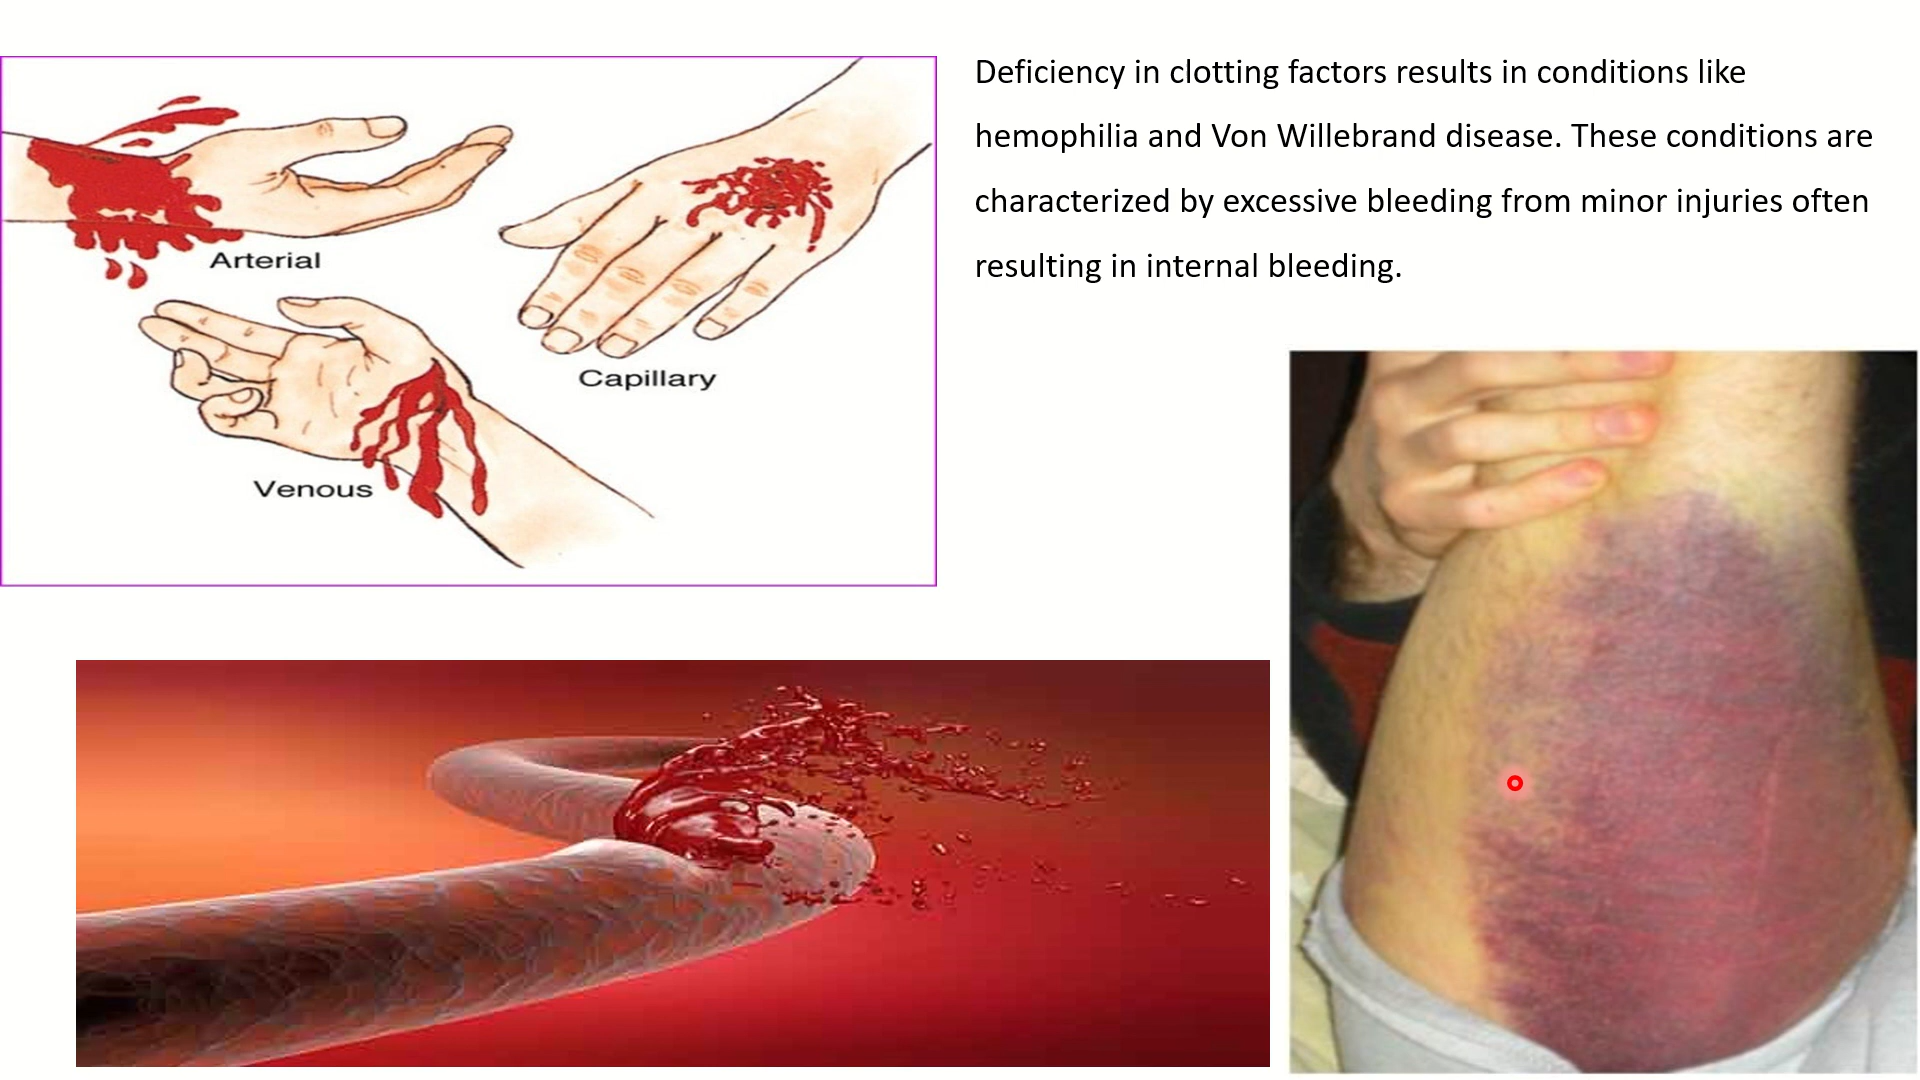 Deficiency in clotting factors results in conditions like
hemophilia and Von Willebrand disease. These conditions are
characterized by excessive bleeding from minor injuries often
resulting in internal bleeding.
Arterial
Capillary
Venous